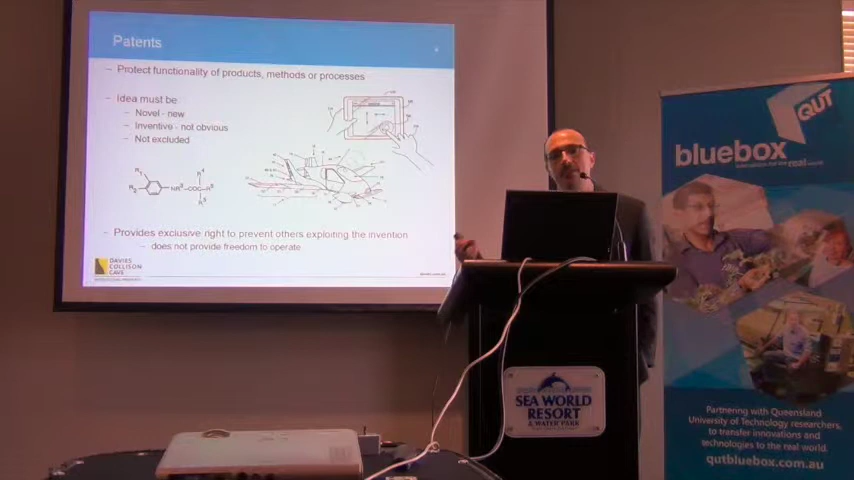 Patents
– Protect functionality of products, methods or processes
– Idea must be
– Novel - new
– Inventive - not obvious
– Not excluded
– Provides exclusive right to prevent others exploiting the invention
– does not provide freedom to operate
DAVIES
COLLISON
CAVE
SEA WORLD
RESORT
& WATER PARK
QUT
bluebox
Partnering with Queensland
University of Technology researchers,
to transfer innovations and
technologies to the real world.
qutbluebox.com.au